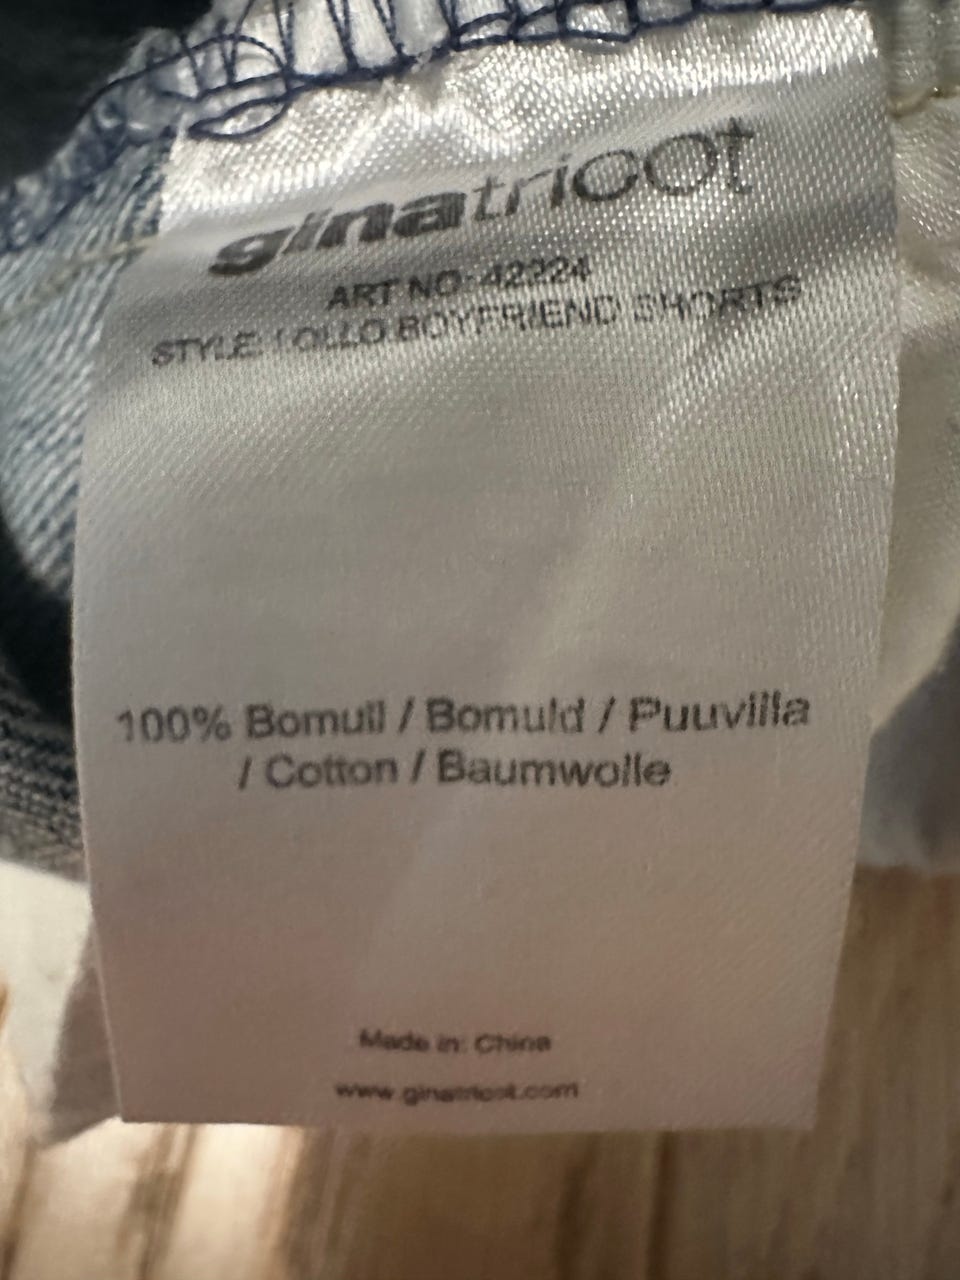 ginatricot
ART NO: 42224
STYLE: LOLLO BOYFRIEND SHORTS
100% Bomull / Bomuld / Puuvilla
/ Cotton / Baumwolle
Made in: China
www.ginatricot.com